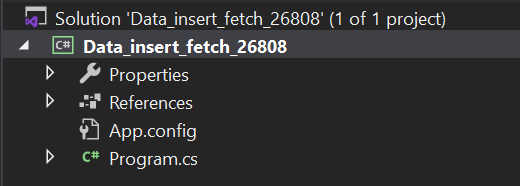 Solution 'Data_insert_fetch_26808' (1 of 1 project)
C# Data_insert_fetch_26808
Properties
References
App.config
C# Program.cs